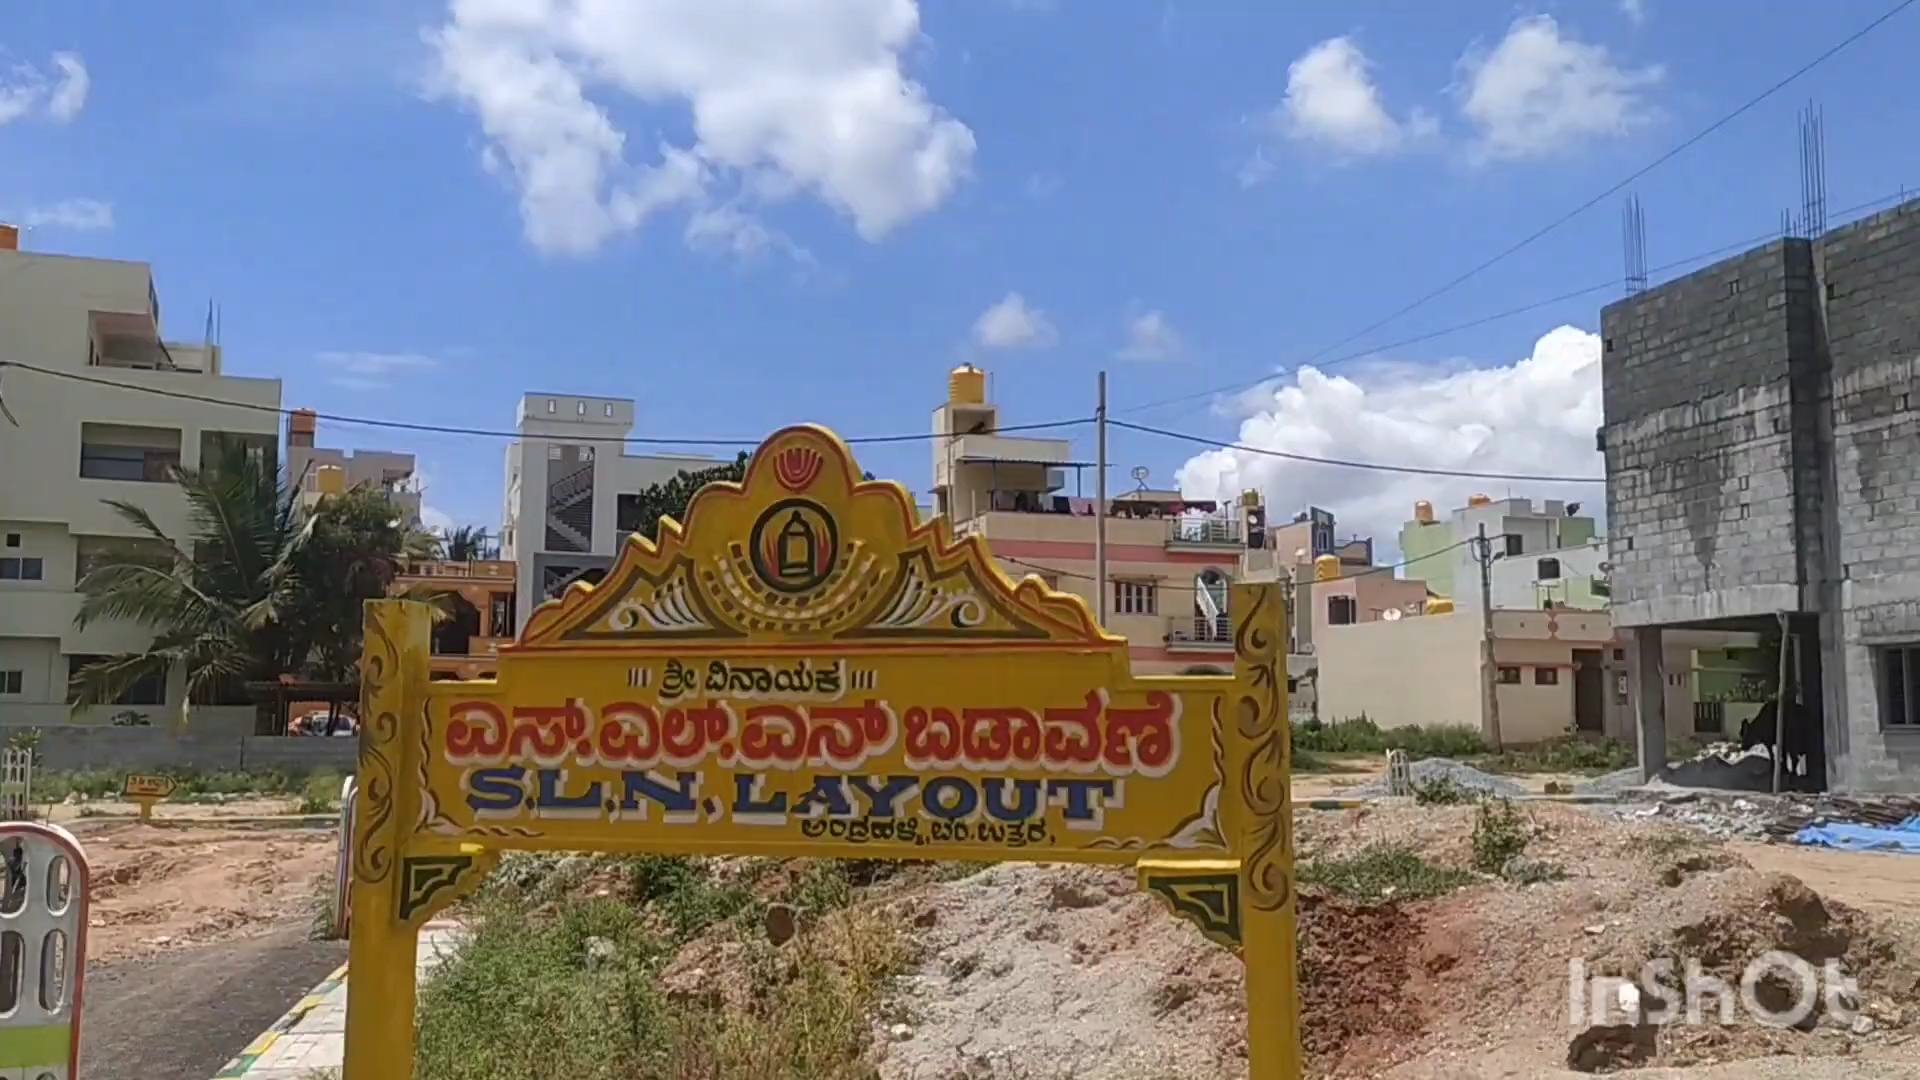 ಶ್ರೀ ವಿನಾಯಕ
ಎಸ್.ಎಲ್.ಎನ್ ಬಡಾವಣೆ
S.L.N. LAYOUT
ಅಂದ್ರಹಳ್ಳಿ, ಬೆಂ.ಉತ್ತರ,
InShOt